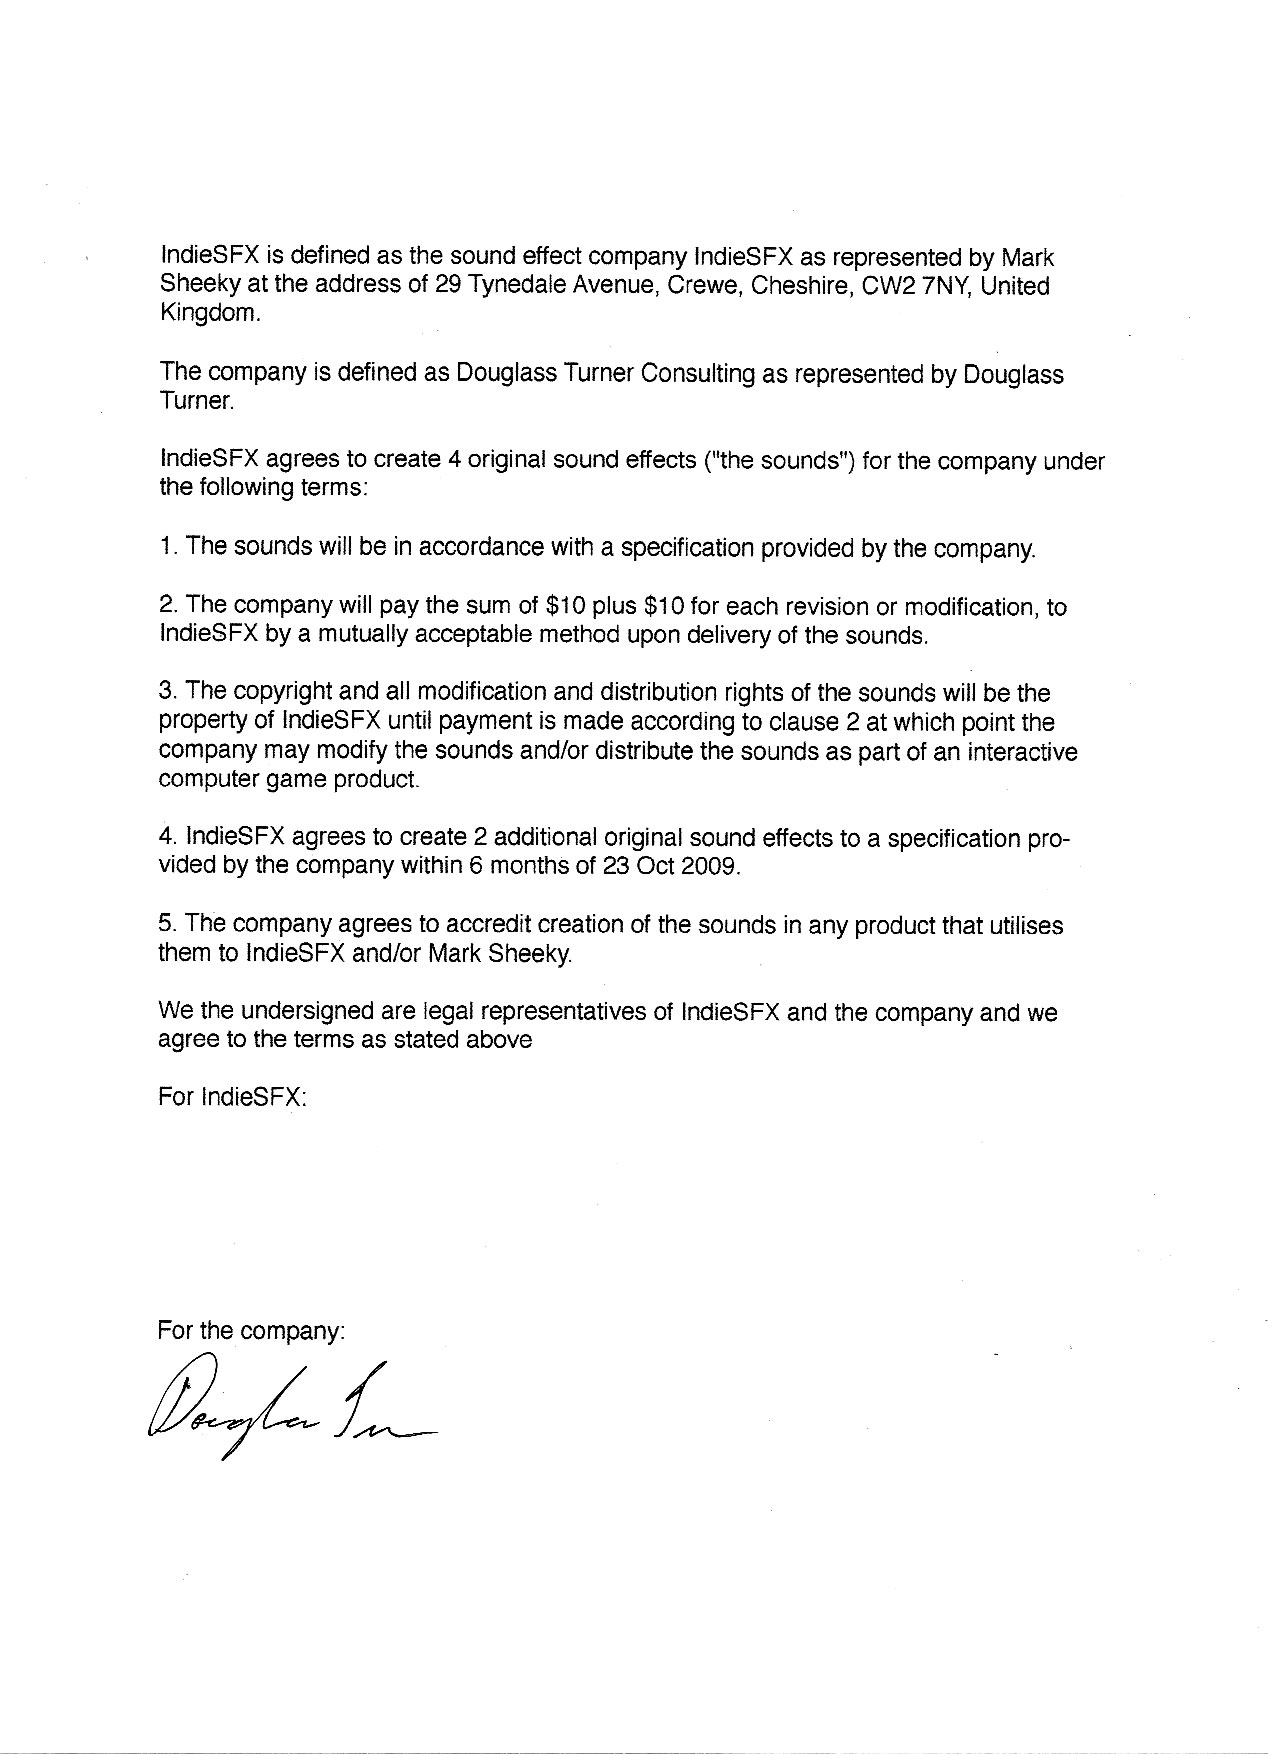 IndieSFX is defined as the sound effect company IndieSFX as represented by Mark
Sheeky at the address of 29 Tynedale Avenue, Crewe, Cheshire, CW2 7NY, United
Kingdom.
The company is defined as Douglass Turner Consulting as represented by Douglass
Turner.
IndieSFX agrees to create 4 original sound effects ("the sounds") for the company under
the following terms:
1. The sounds will be in accordance with a specification provided by the company.
2. The company will pay the sum of $10 plus $10 for each revision or modification, to
IndieSFX by a mutually acceptable method upon delivery of the sounds.
3. The copyright and all modification and distribution rights of the sounds will be the
property of IndieSFX until payment is made according to clause 2 at which point the
company may modify the sounds and/or distribute the sounds as part of an interactive
computer game product.
4. IndieSFX agrees to create 2 additional original sound effects to a specification pro-
vided by the company within 6 months of 23 Oct 2009.
5. The company agrees to accredit creation of the sounds in any product that utilises
them to IndieSFX and/or Mark Sheeky.
We the undersigned are legal representatives of IndieSFX and the company and we
agree to the terms as stated above
For IndieSFX:
For the company: